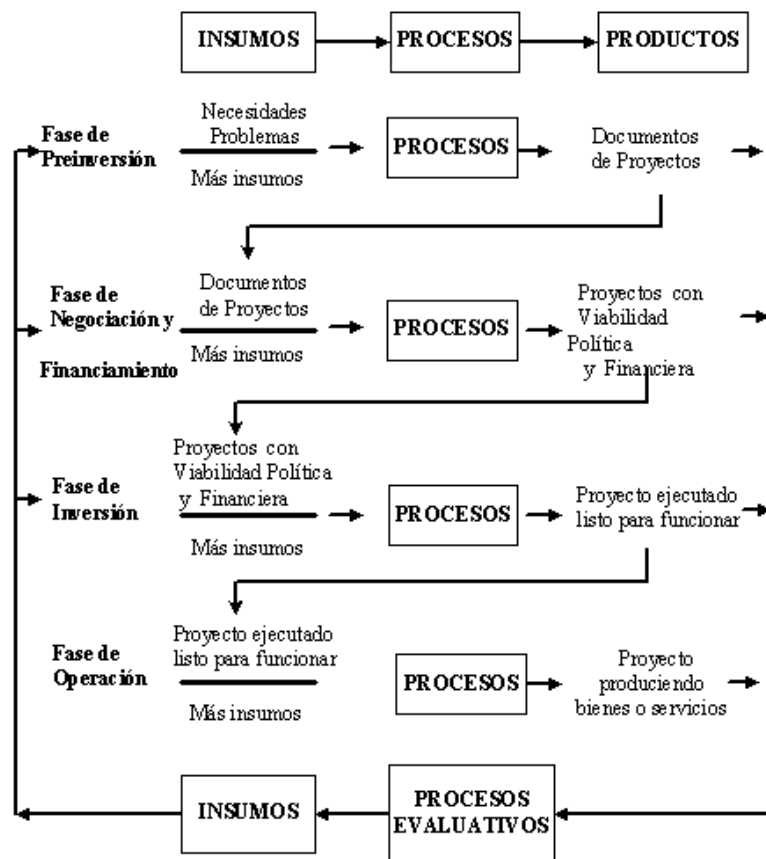 INSUMOS
PROCESOS
PRODUCTOS
Fase de
Preinversión
Necesidades
Problemas
Más insumos
PROCESOS
Documentos
de Proyectos
Fase de
Negociación y
Financiamiento
Documentos
de Proyectos
Más insumos
PROCESOS
Proyectos con
Viabilidad
Política
y Financiera
Fase de
Inversión
Proyectos con
Viabilidad Política
y Financiera
Más insumos
PROCESOS
Proyecto ejecutado
listo para funcionar
Fase de
Operación
Proyecto ejecutado
listo para funcionar
Más insumos
PROCESOS
Proyecto
produciendo
bienes o servicios
INSUMOS
PROCESOS
EVALUATIVOS